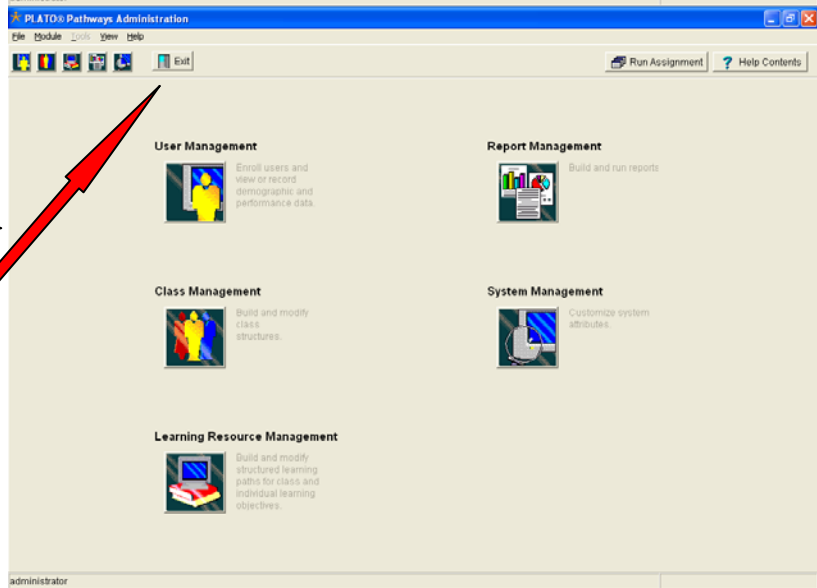 PLATO® Pathways Administration
File Module Tools View Help
Exit
Run Assignment
? Help Contents
User Management
Enroll users and
view or record
demographic and
performance data.
Report Management
Build and run reports
Class Management
Build and modify
class
structures.
System Management
Customize system
attributes.
Learning Resource Management
Build and modify
structured learning
paths for class and
individual learning
objectives.
administrator